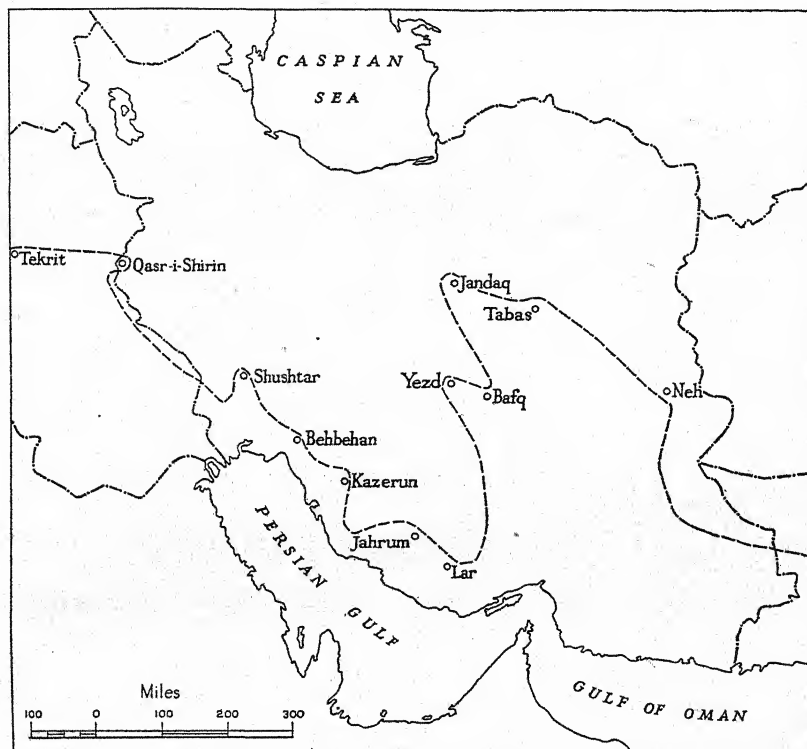 CASPIAN
SEA
Tekrit
Qasr-i-Shirin
Jandaq
Tabas
Shushtar
Yezd
Bafq
Neh
Behbehan
Kazerun
Jahrum
Lar
PERSIAN GULF
GULF OF OMAN
Miles
100 0 100 200 300